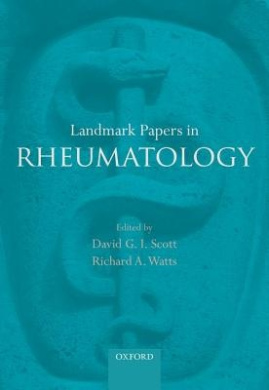 Landmark Papers in
RHEUMATOLOGY
Edited by
David G. I. Scott
Richard A. Watts
OXFORD